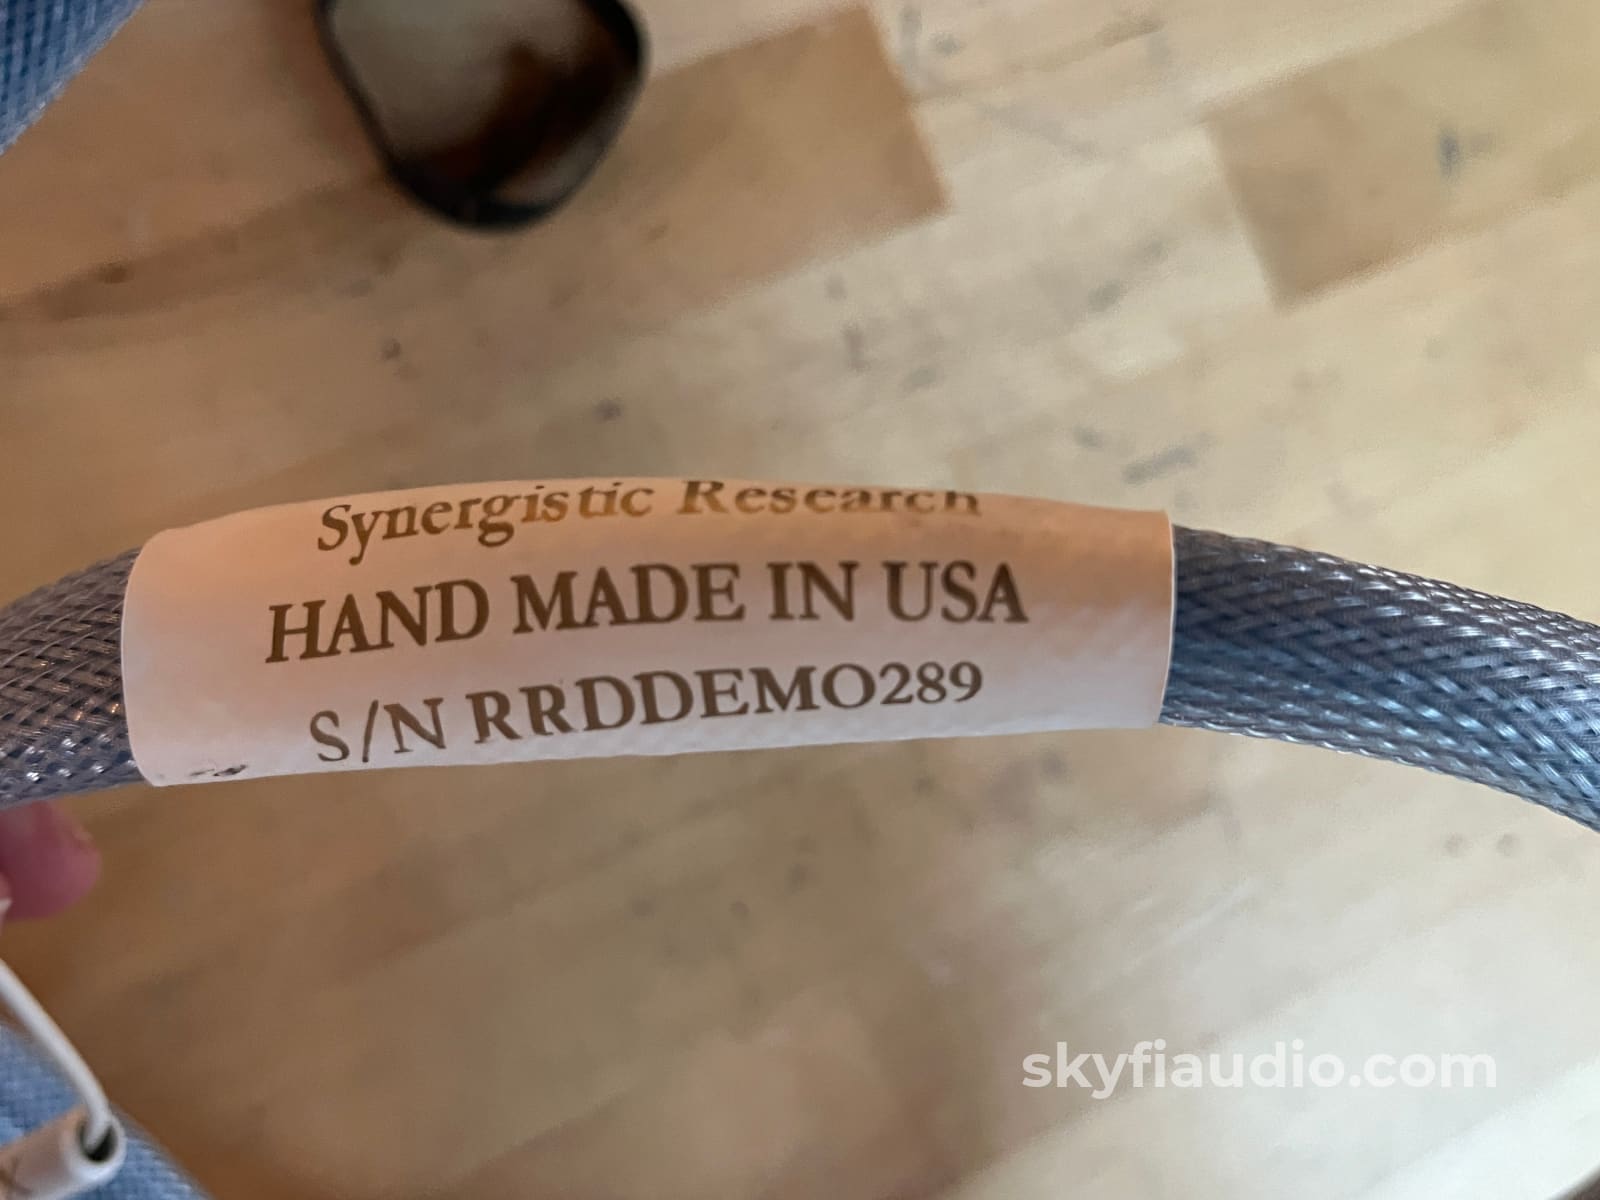 Synergistic Research
HAND MADE IN USA
S/N RRDDEMO289
skyfiaudio.com